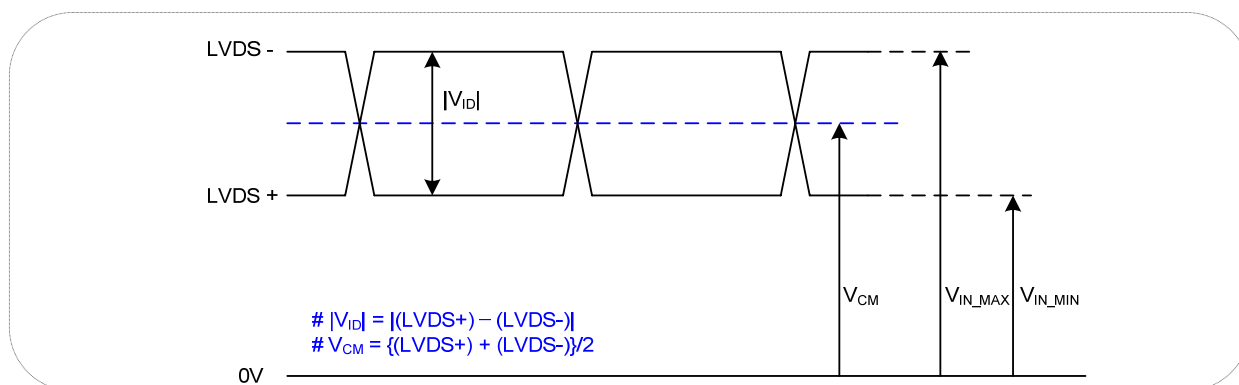 LVDS -
|VID|
LVDS +
VCM
VIN_MAX
VIN_MIN
# |VID| = |(LVDS+) – (LVDS-)|
# VCM = {(LVDS+) + (LVDS-)}/2
0V